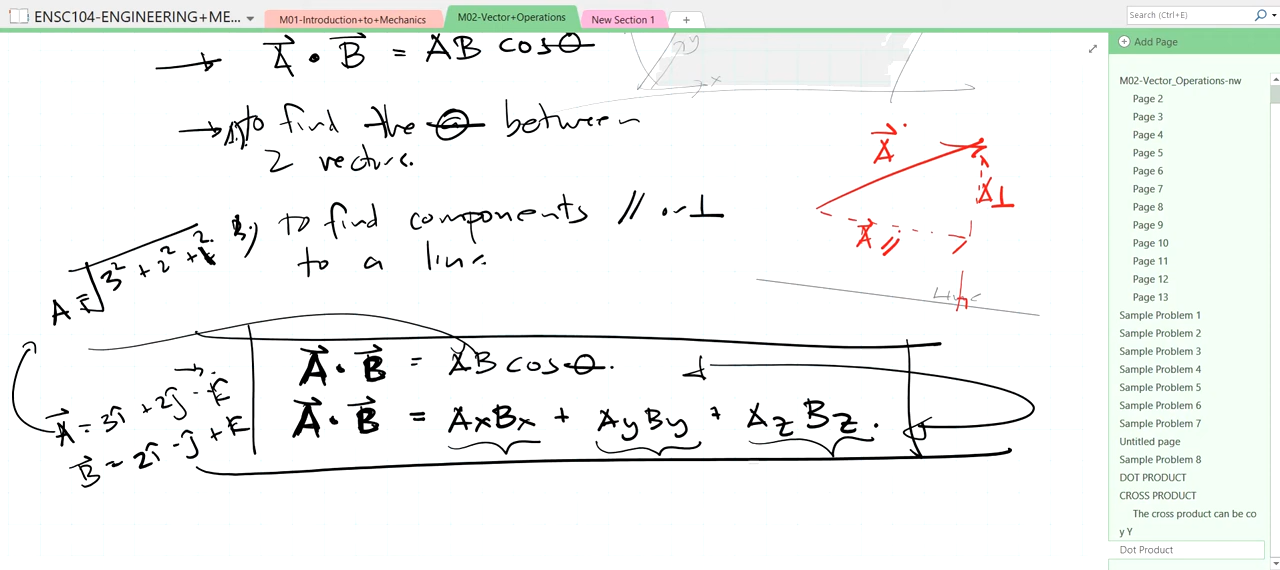 ENSC104-ENGINEERING+ME...
M01-Introduction+to+Mechanics
M02-Vector+Operations
New Section 1
+
Search (Ctrl+E)
Add Page
M02-Vector_Operations-nw
Page 2
Page 3
Page 4
Page 5
Page 6
Page 7
Page 8
Page 9
Page 10
Page 11
Page 12
Page 13
Sample Problem 1
Sample Problem 2
Sample Problem 3
Sample Problem 4
Sample Problem 5
Sample Problem 6
Sample Problem 7
Untitled page
Sample Problem 8
DOT PRODUCT
CROSS PRODUCT
The cross product can be co
y Y
Dot Product
→ A⃗ • B⃗ = AB cosθ
y
x
→ to find the θ between
2 vectors.
B) to find components // or ⊥
to a line
A = √3² + 2² + 1²
A⃗
A⃗⊥
A⃗//
Line
A⃗ • B⃗ = AB cosθ.
A⃗ • B⃗ = AxBx + AyBy + AzBz.
A⃗ = 3î + 2ĵ - k̂
B⃗ = 2î - ĵ + k̂